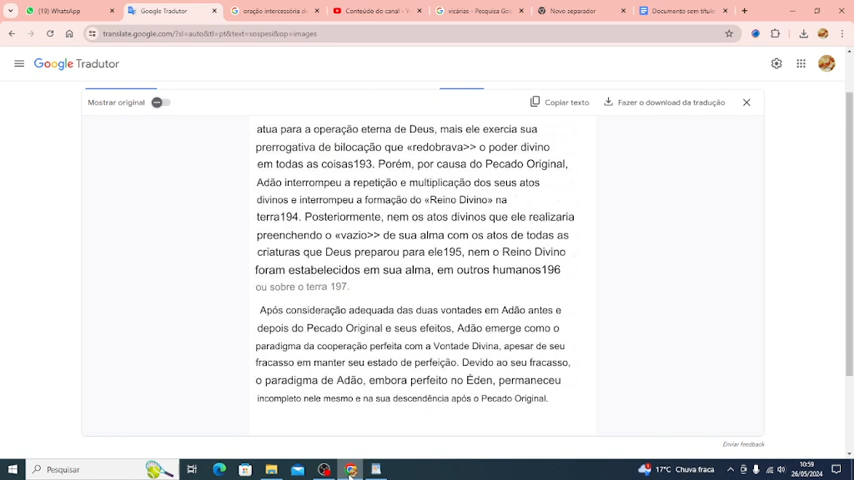 (19) WhatsApp
Google Tradutor
oração intercessória d
Conteúdo do canal - Y
vicárias - Pesquisa Go
Novo separador
Documento sem título
translate.google.com/?sl=auto&tl=pt&text=sospesi&op=images
Google Tradutor
Mostrar original
Copiar texto
Fazer o download da tradução
atua para a operação eterna de Deus, mais ele exercia sua
prerrogativa de bilocação que «redobrava>> o poder divino
em todas as coisas193. Porém, por causa do Pecado Original,
Adão interrompeu a repetição e multiplicação dos seus atos
divinos e interrompeu a formação do «Reino Divino» na
terra194. Posteriormente, nem os atos divinos que ele realizaria
preenchendo o «vazio>> de sua alma com os atos de todas as
criaturas que Deus preparou para ele195, nem o Reino Divino
foram estabelecidos em sua alma, em outros humanos196
ou sobre o terra 197.
Após consideração adequada das duas vontades em Adão antes e
depois do Pecado Original e seus efeitos, Adão emerge como o
paradigma da cooperação perfeita com a Vontade Divina, apesar de seu
fracasso em manter seu estado de perfeição. Devido ao seu fracasso,
o paradigma de Adão, embora perfeito no Éden, permaneceu
incompleto nele mesmo e na sua descendência após o Pecado Original.
Enviar feedback
Pesquisar
17°C Chuva fraca
10:59
26/05/2024